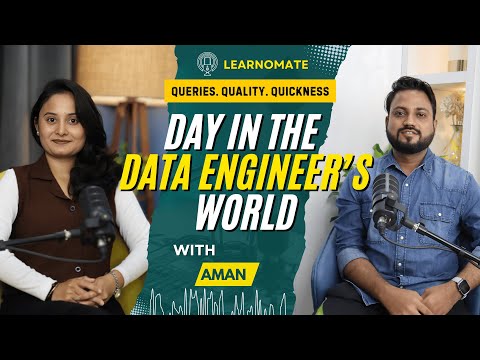 LEARNOMATE
QUERIES. QUALITY. QUICKNESS
DAY IN THE
DATA ENGINEER'S
WORLD
WITH
AMAN